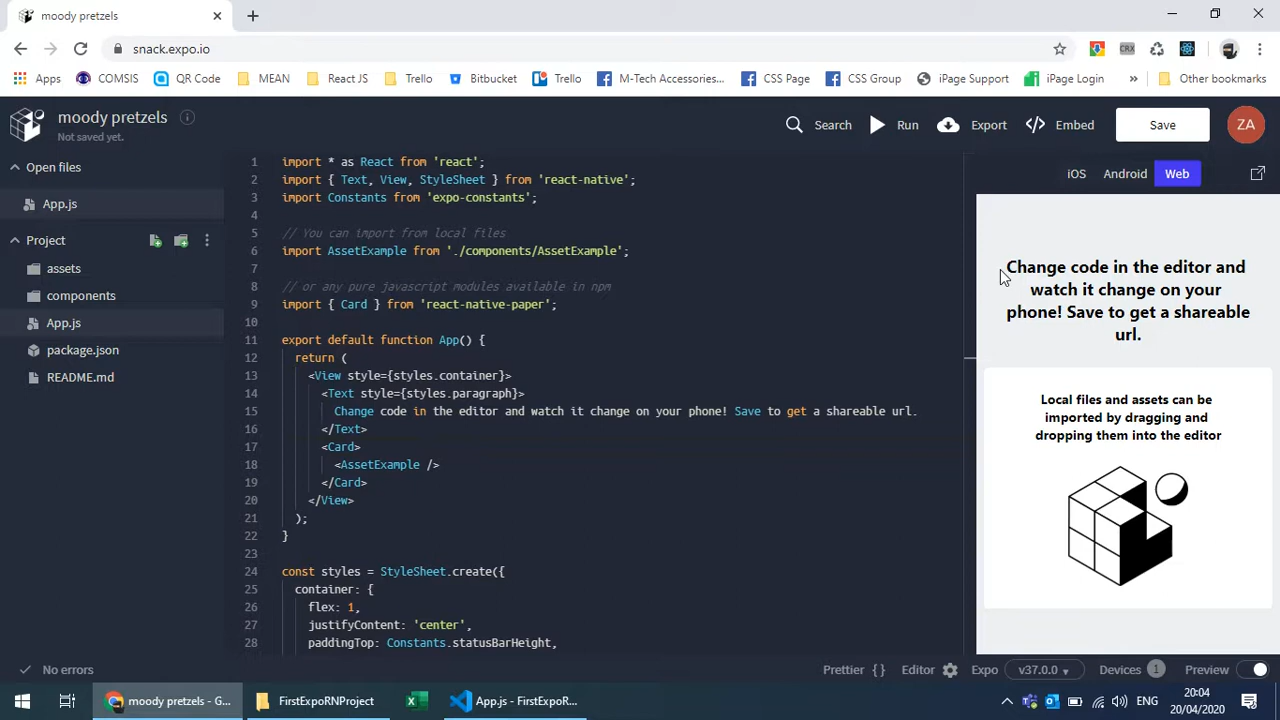 moody pretzels
snack.expo.io
Apps COMSIS QR Code MEAN React JS Trello Bitbucket Trello M-Tech Accessories... CSS Page CSS Group iPage Support iPage Login » Other bookmarks
moody pretzels
Not saved yet.
Search Run Export Embed Save ZA
Open files
App.js
Project
assets
components
App.js
package.json
README.md
1 import * as React from 'react';
2 import { Text, View, StyleSheet } from 'react-native';
3 import Constants from 'expo-constants';
4
5 // You can import from local files
6 import AssetExample from './components/AssetExample';
7
8 // or any pure javascript modules available in npm
9 import { Card } from 'react-native-paper';
10
11 export default function App() {
12 return (
13 <View style={styles.container}>
14 <Text style={styles.paragraph}>
15 Change code in the editor and watch it change on your phone! Save to get a shareable url.
16 </Text>
17 <Card>
18 <AssetExample />
19 </Card>
20 </View>
21 );
22 }
23
24 const styles = StyleSheet.create({
25 container: {
26 flex: 1,
27 justifyContent: 'center',
28 paddingTop: Constants.statusBarHeight,
iOS Android Web
Change code in the editor and
watch it change on your
phone! Save to get a shareable
url.
Local files and assets can be
imported by dragging and
dropping them into the editor
No errors
Prettier {} Editor Expo v37.0.0 Devices 1 Preview
moody pretzels - G... FirstExpoRNProject App.js - FirstExpoR...
ENG
20:04
20/04/2020